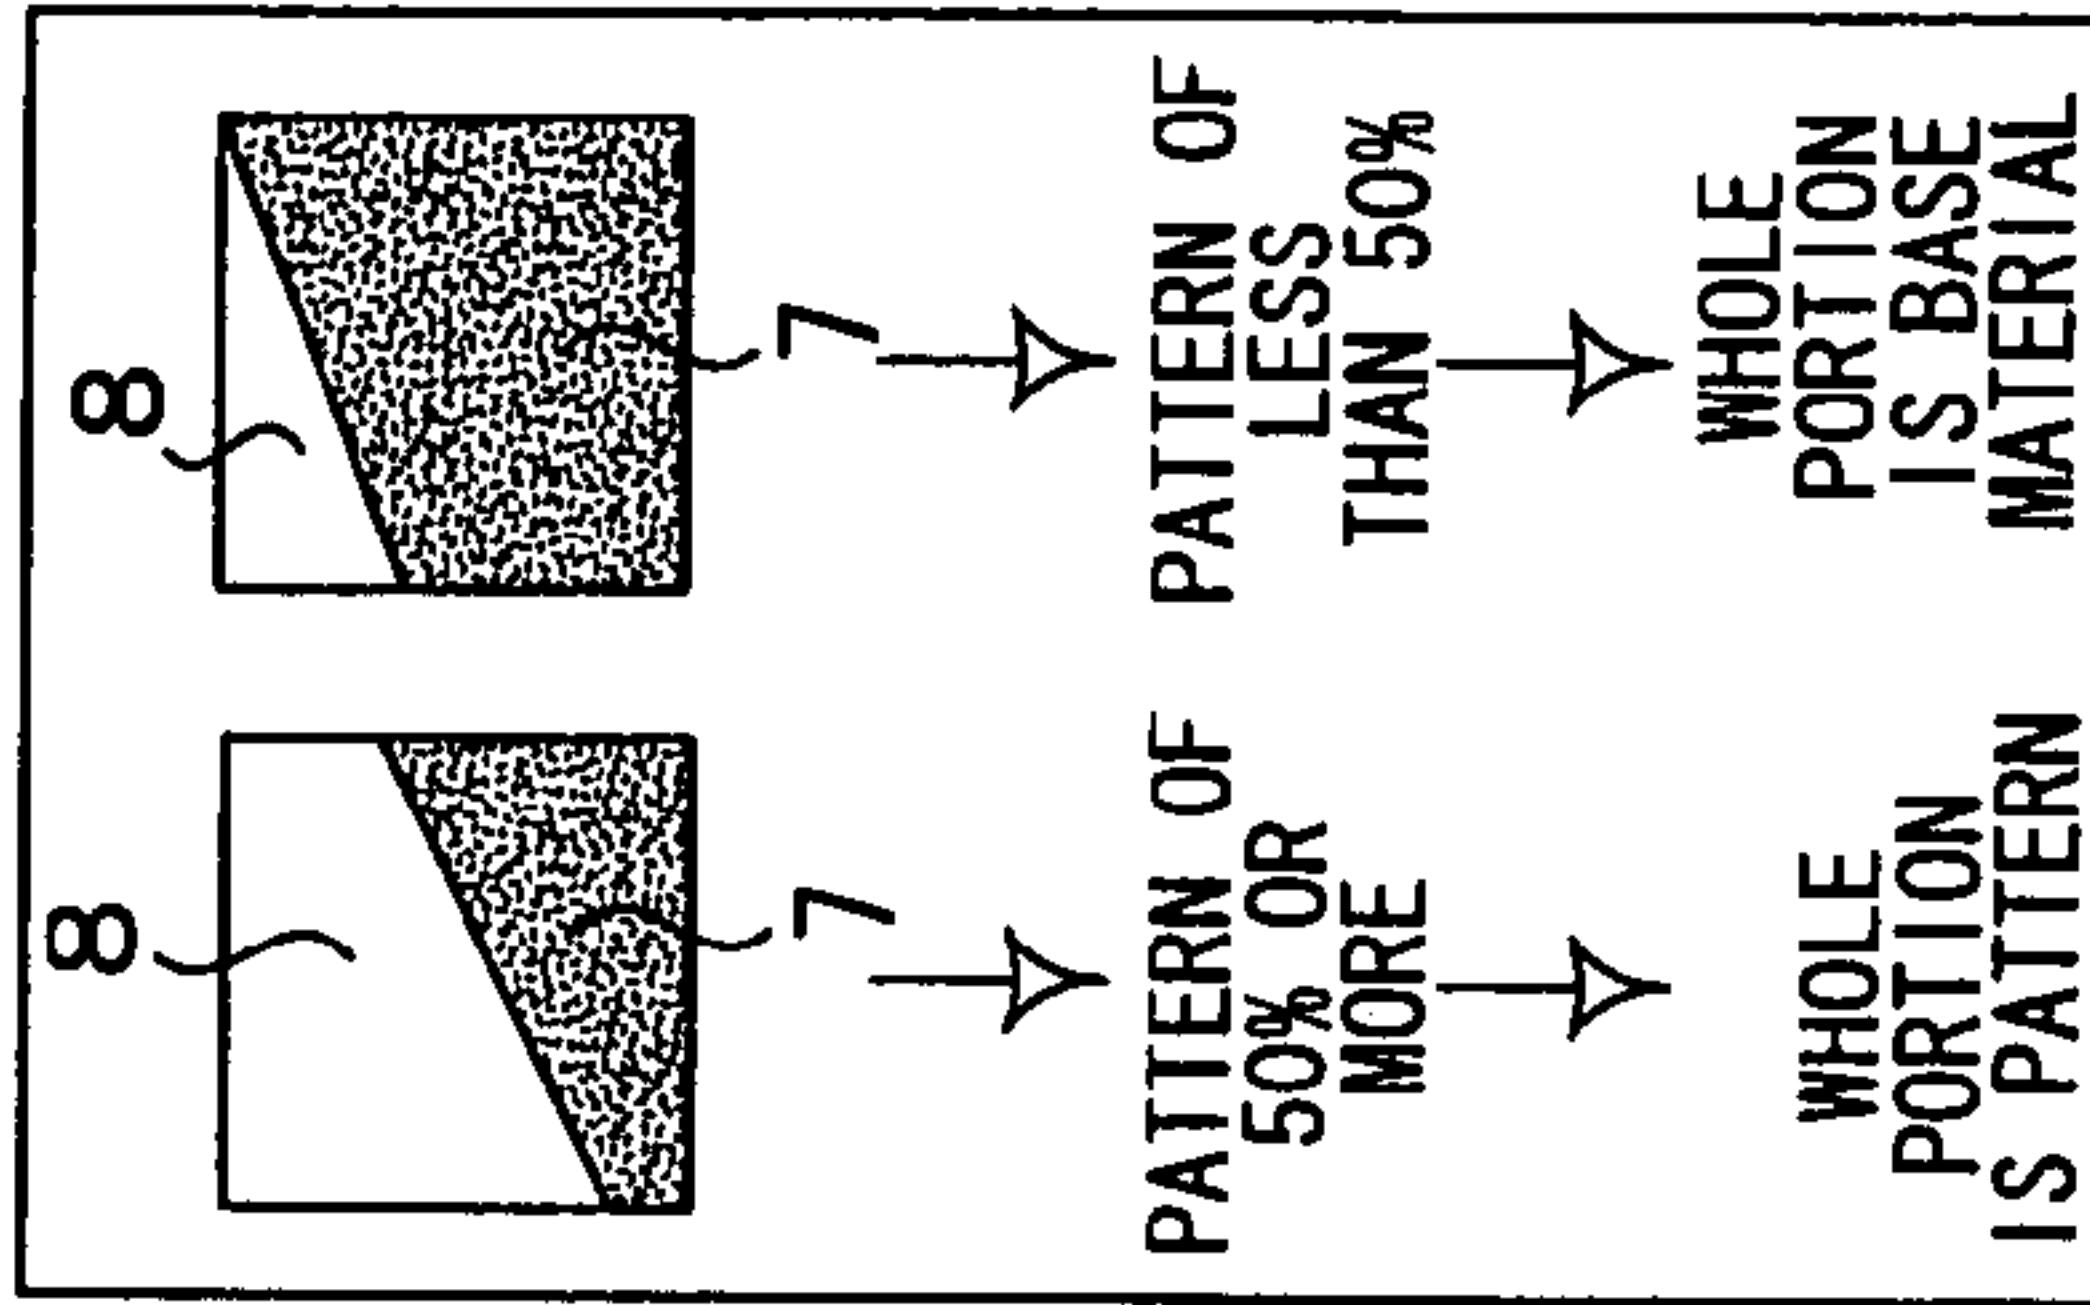 8
7
PATTERN OF
50% OR
MORE
WHOLE
PORTION
IS PATTERN
8
7
PATTERN OF
LESS
THAN 50%
WHOLE
PORTION
IS BASE
MATERIAL